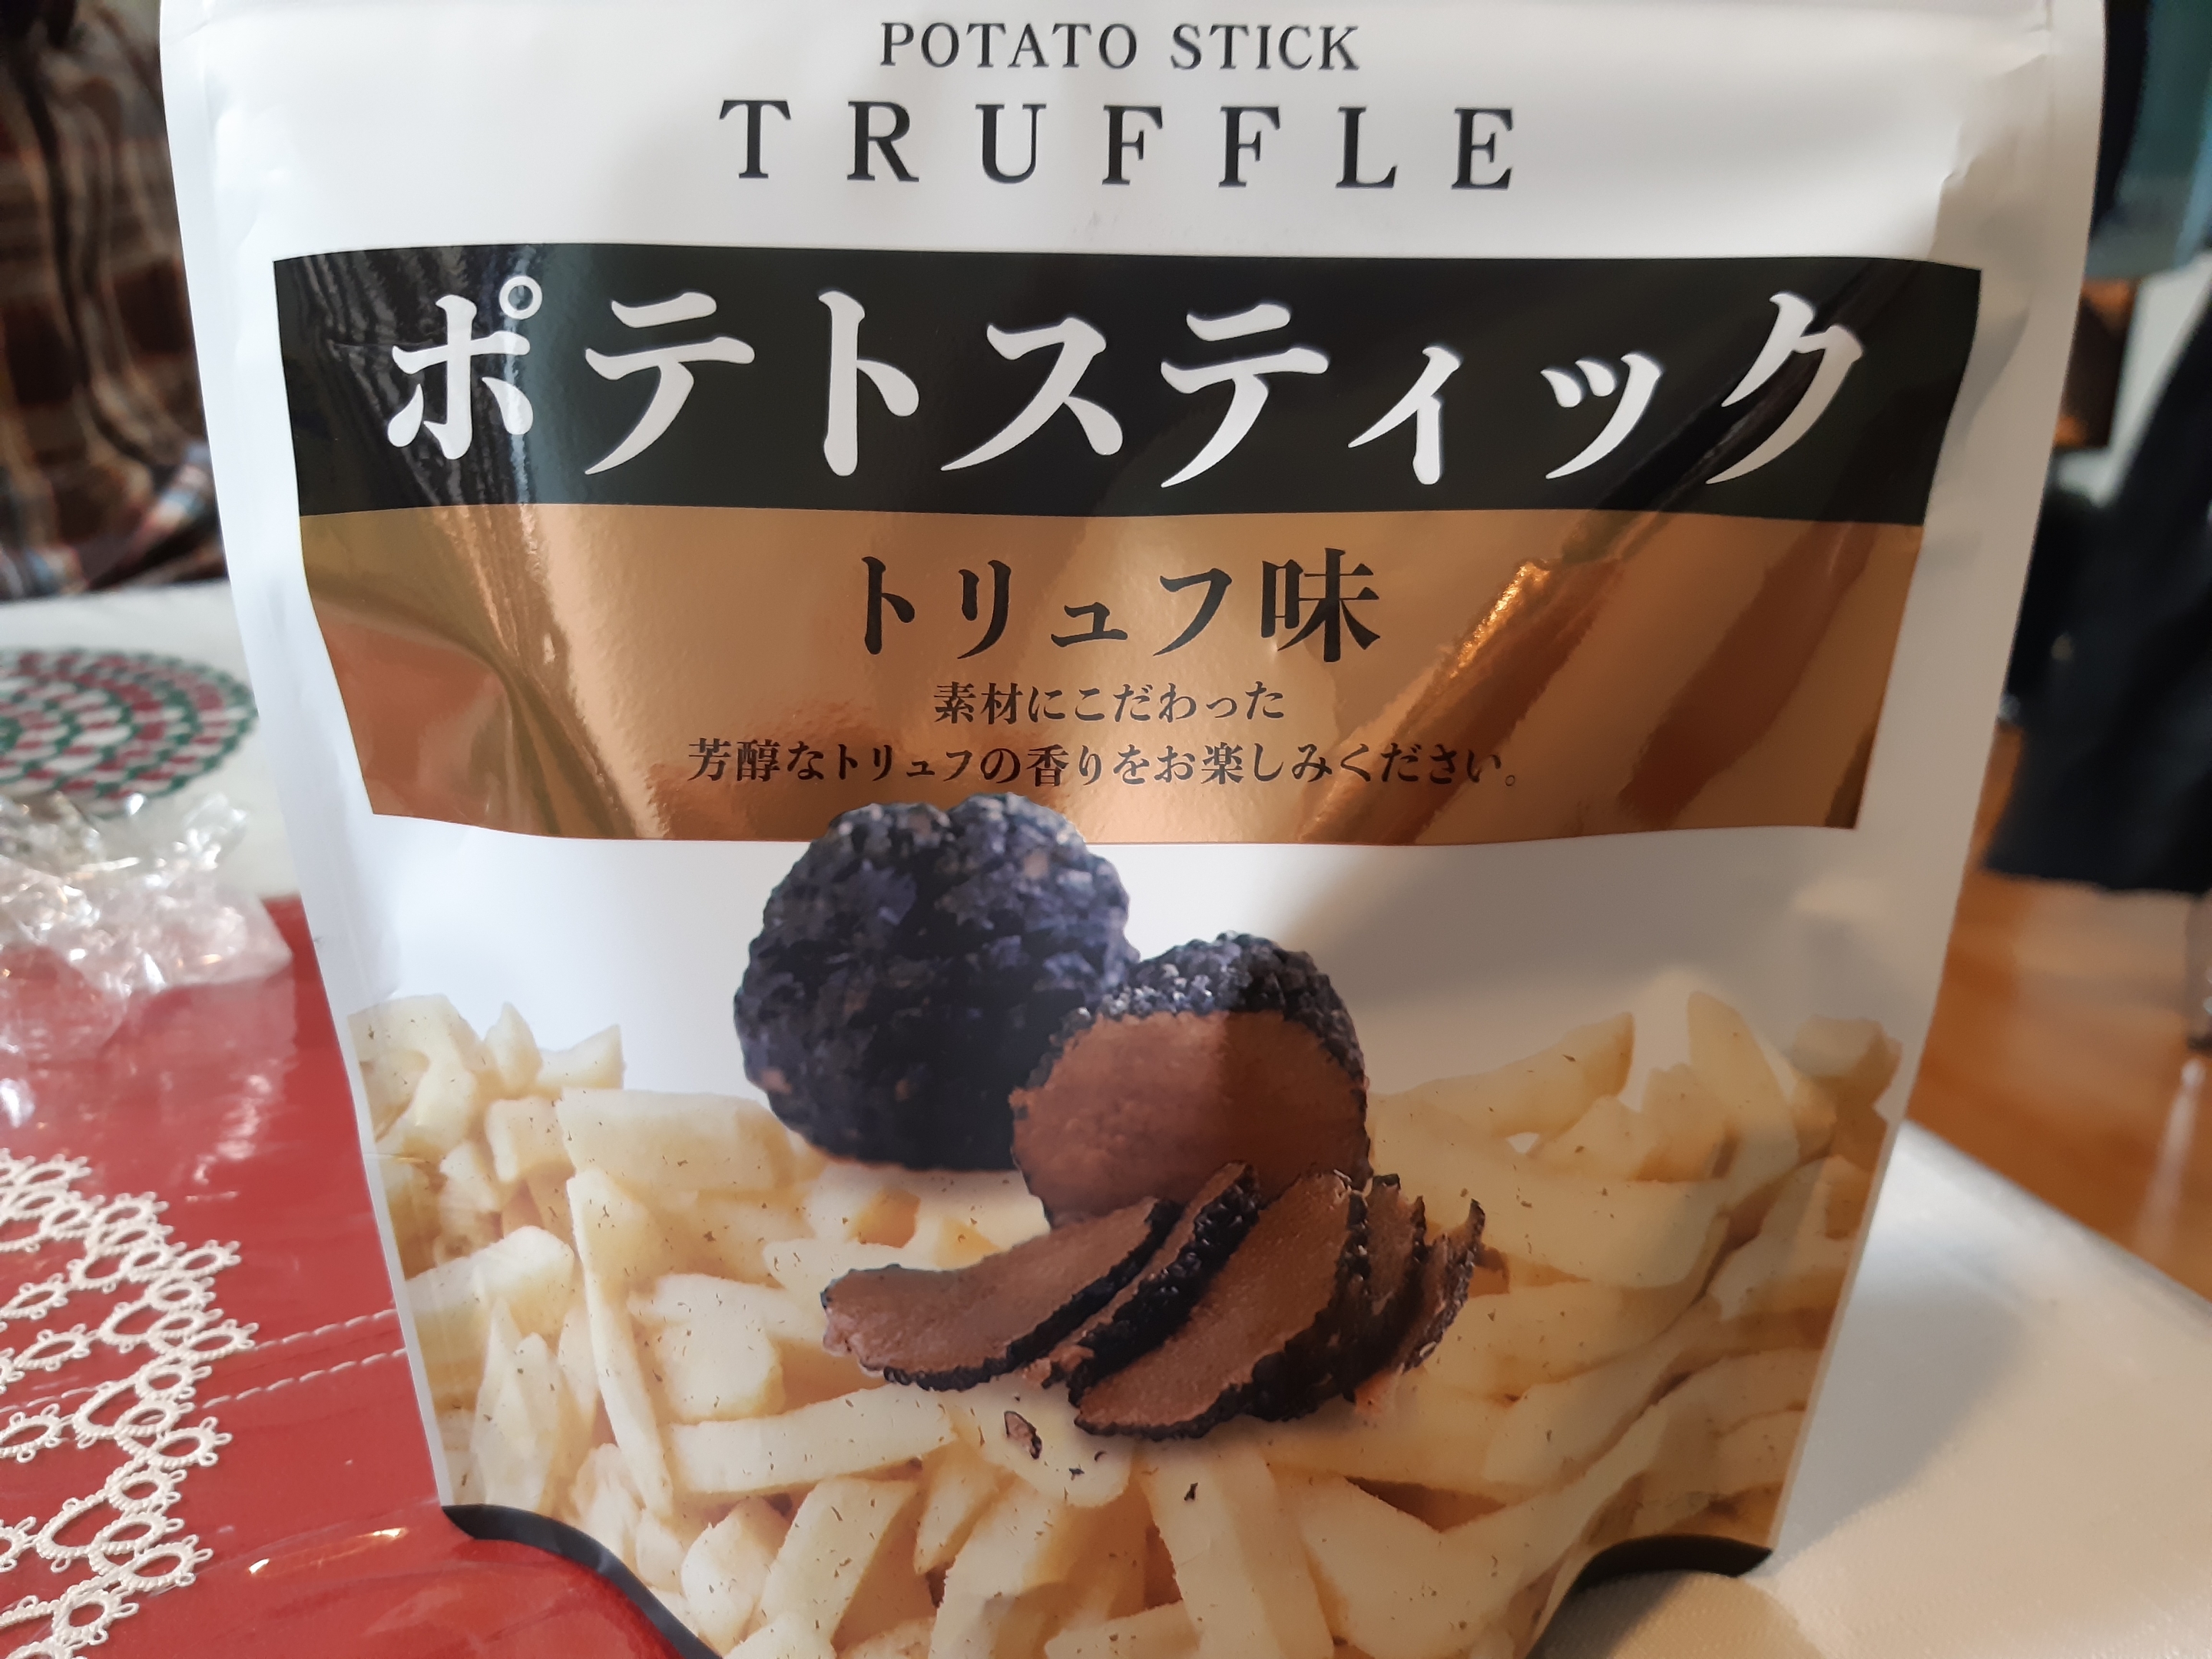 POTATO STICK
TRUFFLE
ポテトスティック
トリュフ味
素材にこだわった
芳醇なトリュフの香りをお楽しみください。